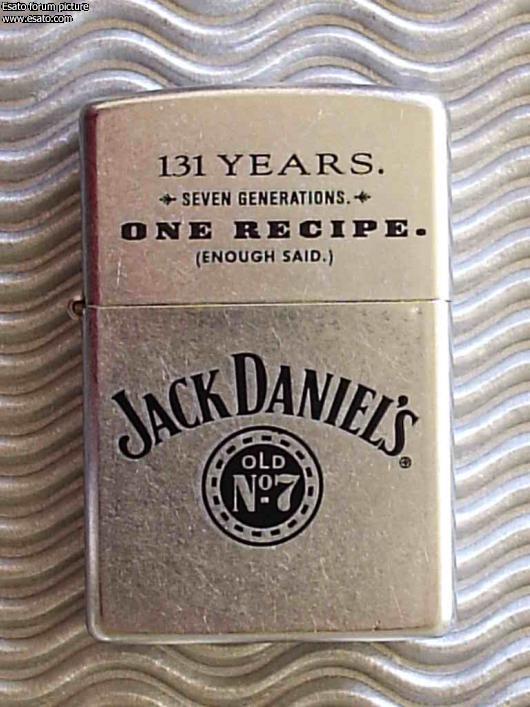 Esato forum picture
www.esato.com
131 YEARS.
SEVEN GENERATIONS.
ONE RECIPE.
(ENOUGH SAID.)
JACK DANIEL'S
OLD
No. 7